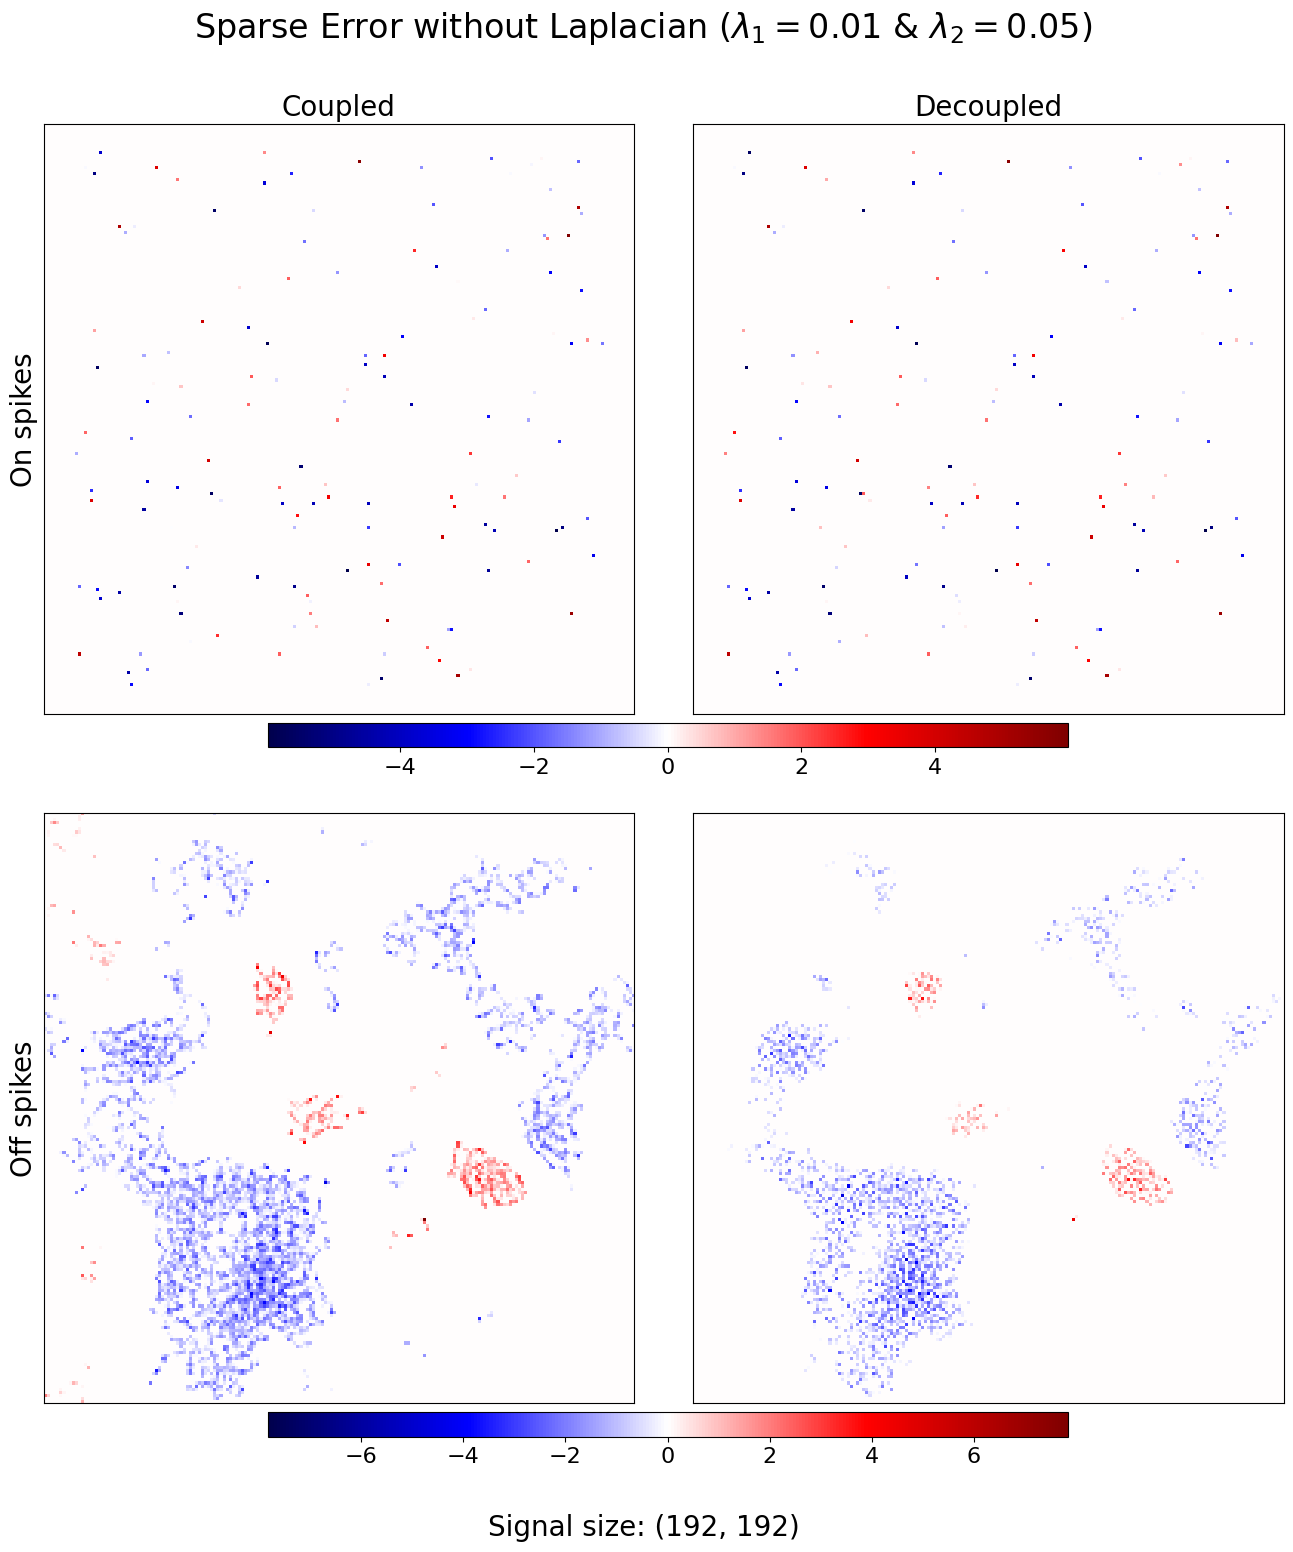 Sparse Error without Laplacian (λ₁ = 0.01 & λ₂ = 0.05)
Coupled
Decoupled
On spikes
−4 −2 0 2 4
Off spikes
−6 −4 −2 0 2 4 6
Signal size: (192, 192)